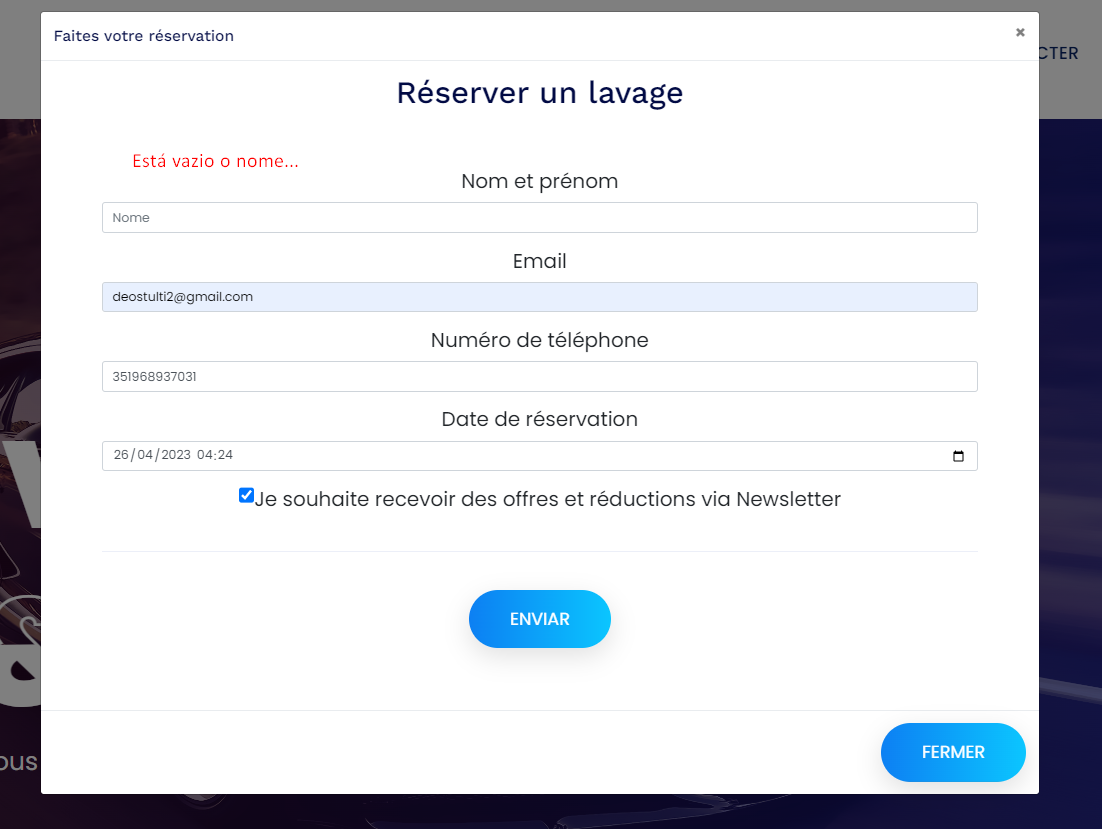 Faites votre réservation
×
CTER
Réserver un lavage
Está vazio o nome...
Nom et prénom
Nome
Email
deostulti2@gmail.com
Numéro de téléphone
351968937031
Date de réservation
26/04/2023 04:24
Je souhaite recevoir des offres et réductions via Newsletter
ENVIAR
ous
FERMER